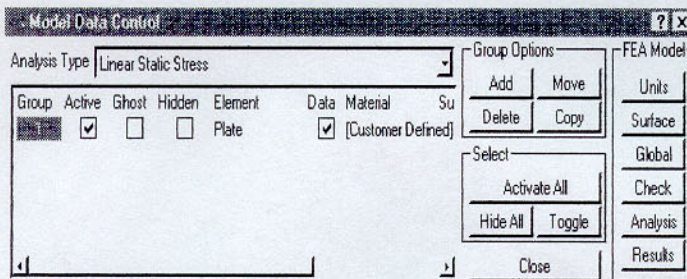 Model Data Control
Analysis Type Linear Static Stress
Group Active Ghost Hidden Element Data Material Su
Plate [Customer Defined]
Group Options
Add Move
Delete Copy
Select
Activate All
Hide All Toggle
Close
FEA Model
Units
Surface
Global
Check
Analysis
Results